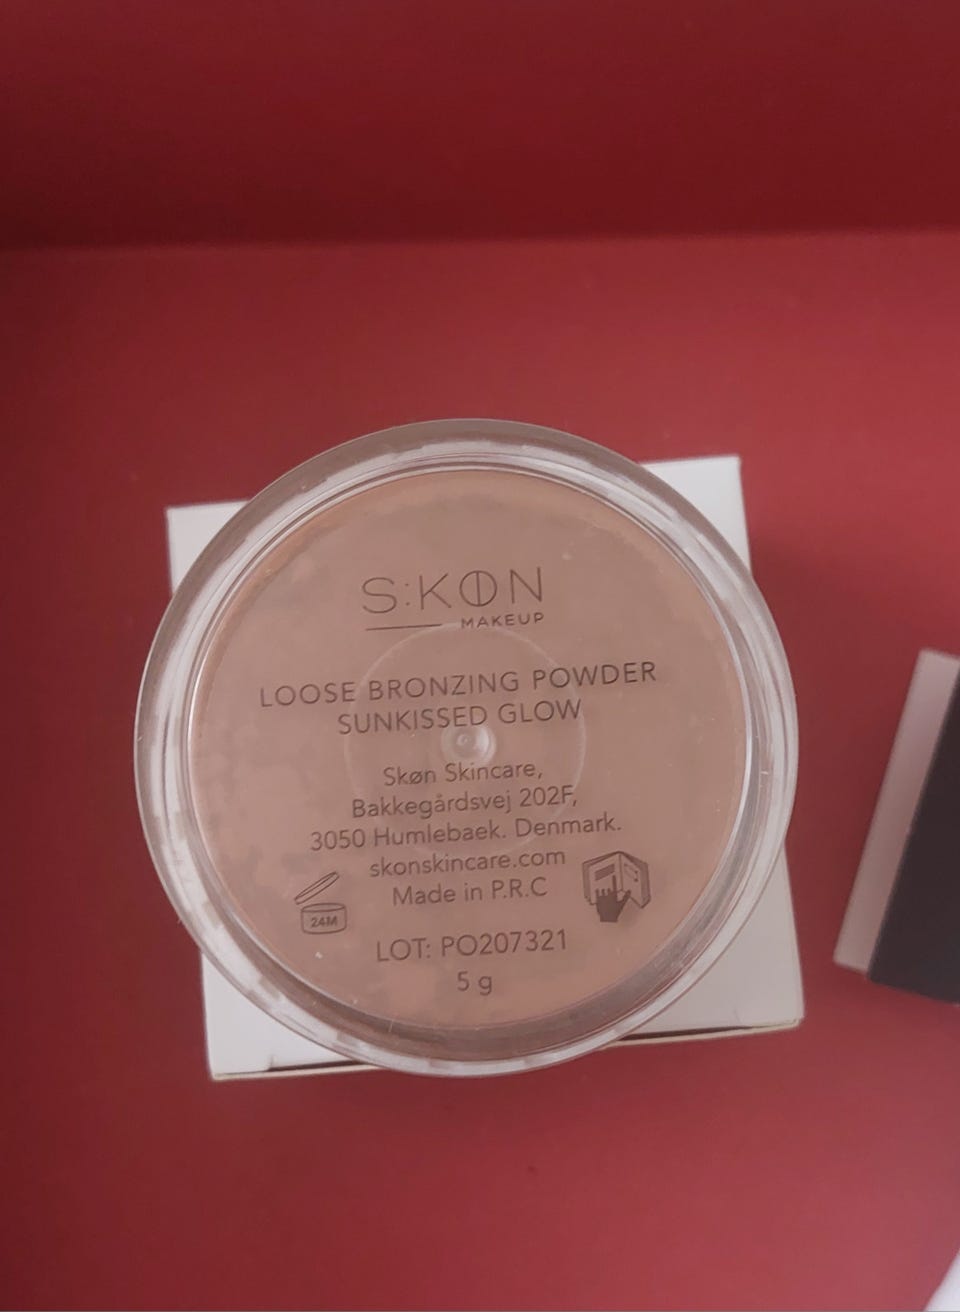 S:KØN
MAKEUP
LOOSE BRONZING POWDER
SUNKISSED GLOW
Skøn Skincare,
Bakkegårdsvej 202F,
3050 Humlebaek. Denmark.
skonskincare.com
Made in P.R.C
24M
LOT: PO207321
5 g